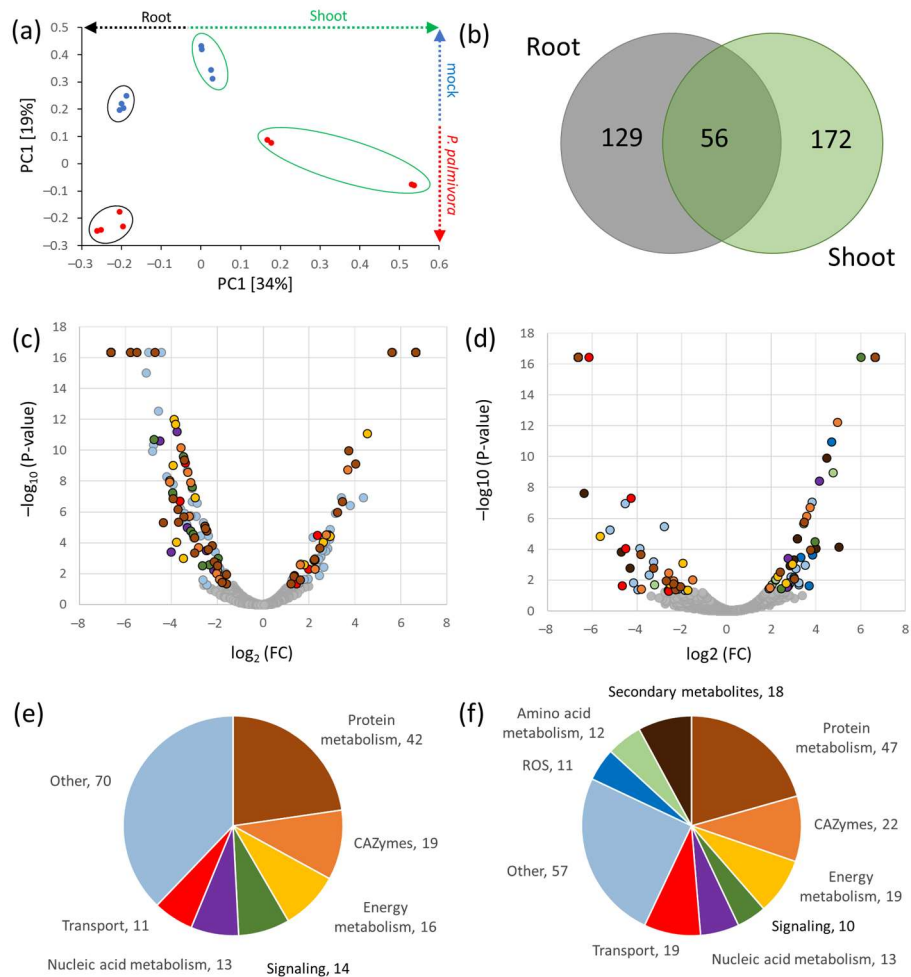 (a)
Root
Shoot
0.5
0.4
0.3
0.2
0.1
0
−0.1
−0.2
−0.3
PC1 [19%]
−0.3 −0.2 −0.1 0 0.1 0.2 0.3 0.4 0.5 0.6
PC1 [34%]
mock
P. palmivora
(b)
Root
129
56
172
Shoot
(c)
18
16
14
12
10
8
6
4
2
0
−log10 (P-value)
−8 −6 −4 −2 0 2 4 6 8
log2 (FC)
(d)
18
16
14
12
10
8
6
4
2
0
−log10 (P-value)
−8 −6 −4 −2 0 2 4 6 8
log2 (FC)
(e)
Protein
metabolism, 42
CAZymes, 19
Energy
metabolism, 16
Signaling, 14
Nucleic acid metabolism, 13
Transport, 11
Other, 70
(f)
Secondary metabolites, 18
Protein
metabolism, 47
CAZymes, 22
Energy
metabolism, 19
Signaling, 10
Nucleic acid metabolism, 13
Transport, 19
Other, 57
ROS, 11
Amino acid
metabolism, 12